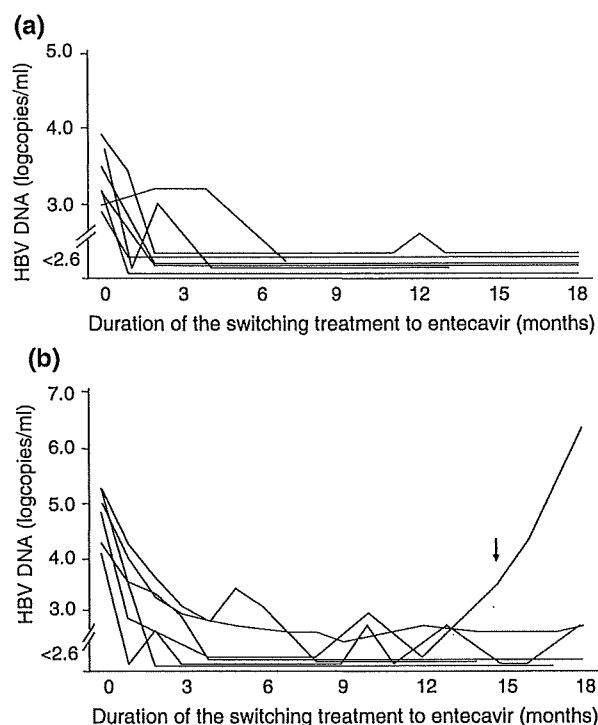 (a)
5.0
4.0
3.0
<2.6
HBV DNA (logcopies/ml)
0 3 6 9 12 15 18
Duration of the switching treatment to entecavir (months)
(b)
7.0
6.0
5.0
4.0
3.0
<2.6
HBV DNA (logcopies/ml)
0 3 6 9 12 15 18
Duration of the switching treatment to entecavir (months)